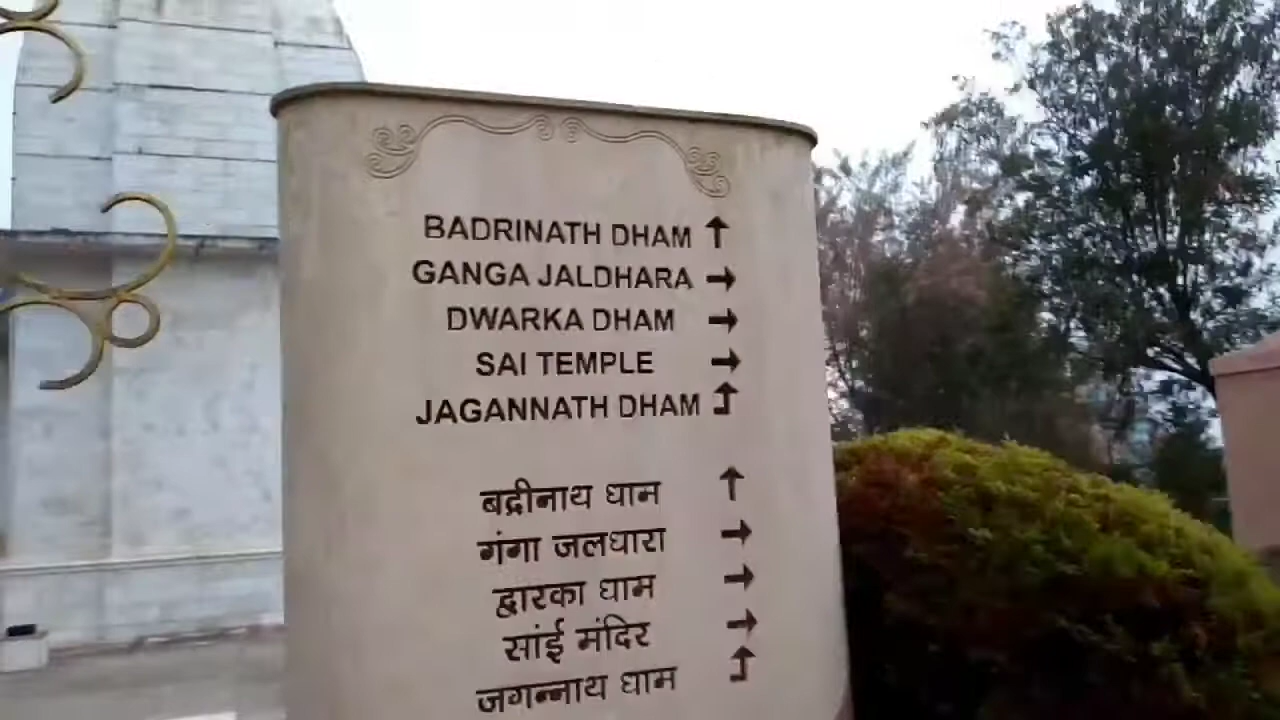 BADRINATH DHAM ↑
GANGA JALDHARA →
DWARKA DHAM →
SAI TEMPLE →
JAGANNATH DHAM ⮥
बद्रीनाथ धाम ↑
गंगा जलधारा →
द्वारका धाम →
सांई मंदिर →
जगन्नाथ धाम ⮥